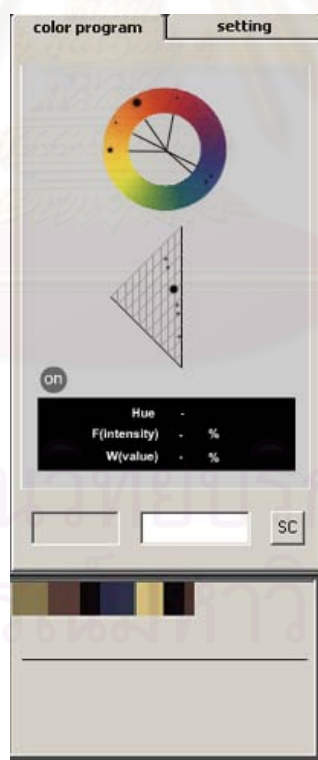 color program setting
on
Hue -
F(intensity) - %
W(value) - %
SC